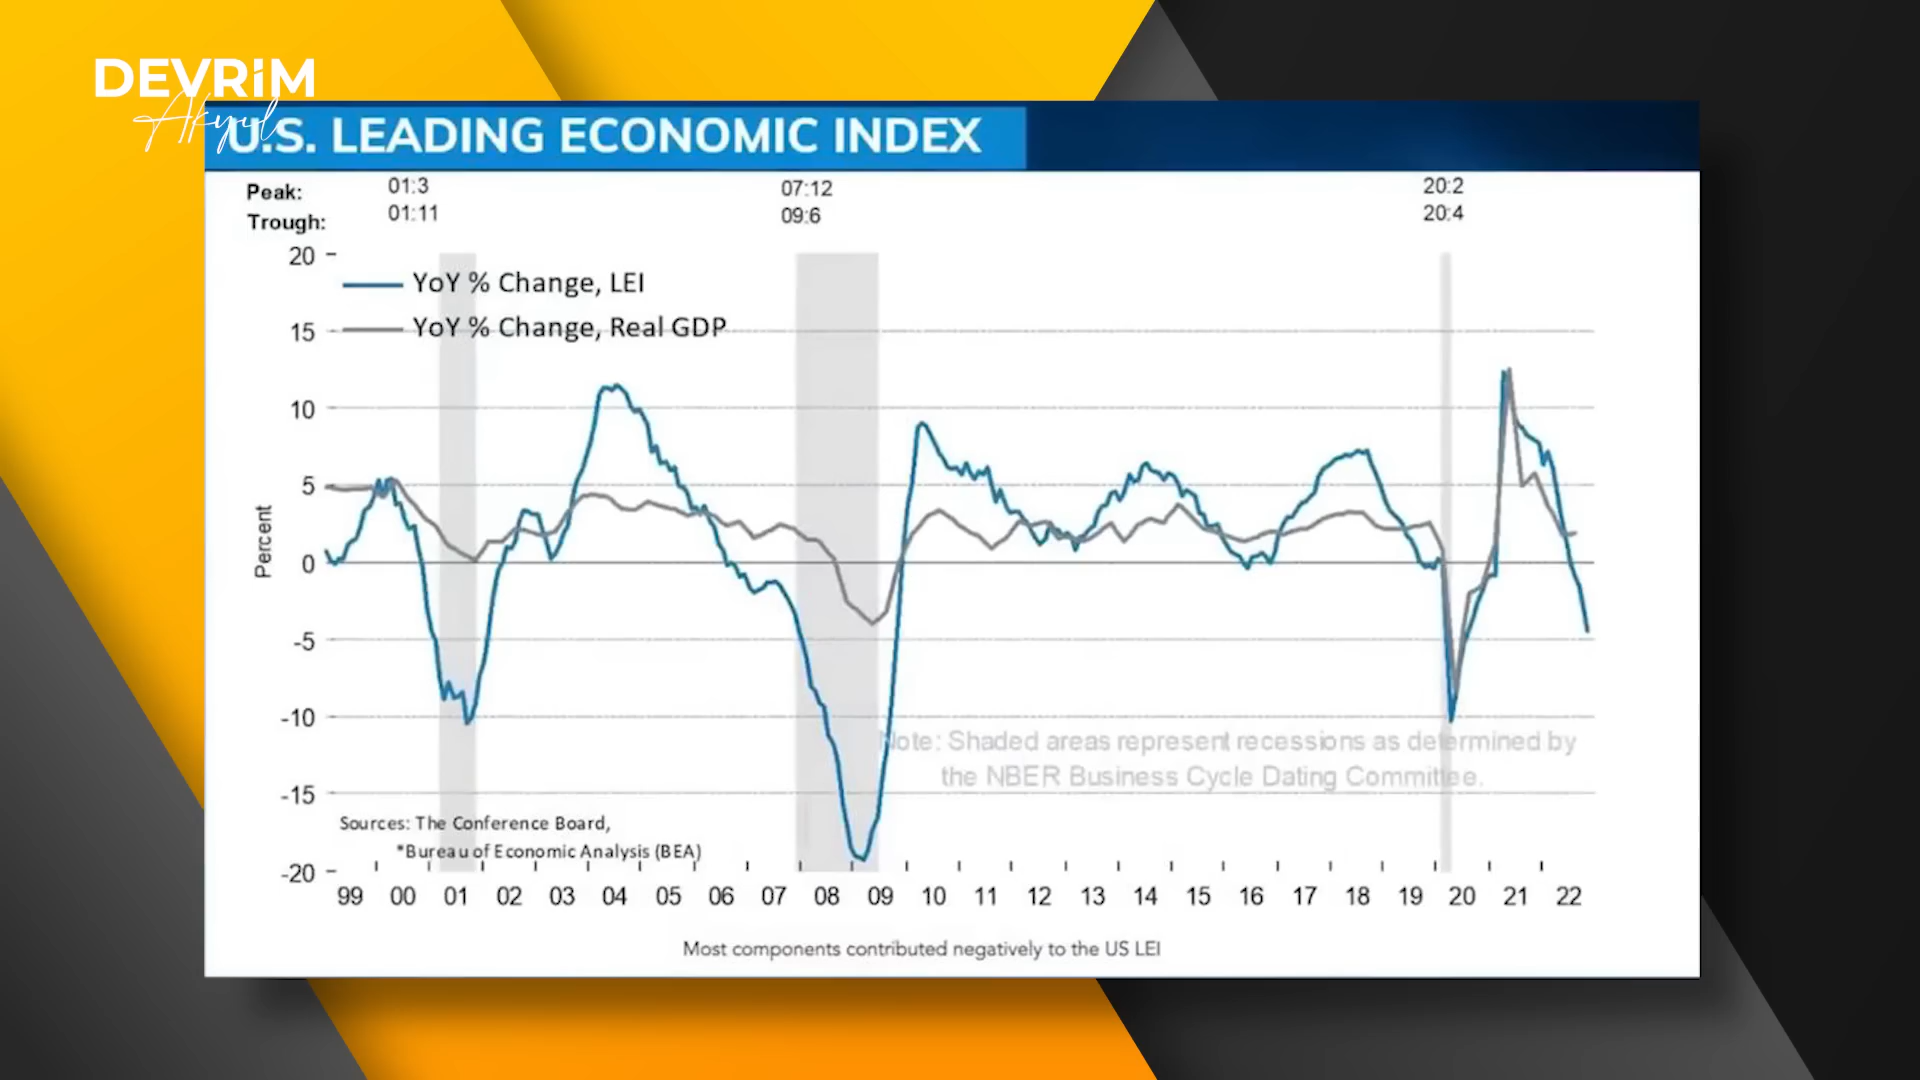 DEVRİM
Akyıl
U.S. LEADING ECONOMIC INDEX
Peak: 01:3 07:12 20:2
Trough: 01:11 09:6 20:4
20
YoY % Change, LEI
15
YoY % Change, Real GDP
10
5
0
-5
-10
-15
-20
Percent
Note: Shaded areas represent recessions as determined by
the NBER Business Cycle Dating Committee.
Sources: The Conference Board,
*Bureau of Economic Analysis (BEA)
99 00 01 02 03 04 05 06 07 08 09 10 11 12 13 14 15 16 17 18 19 20 21 22
Most components contributed negatively to the US LEI